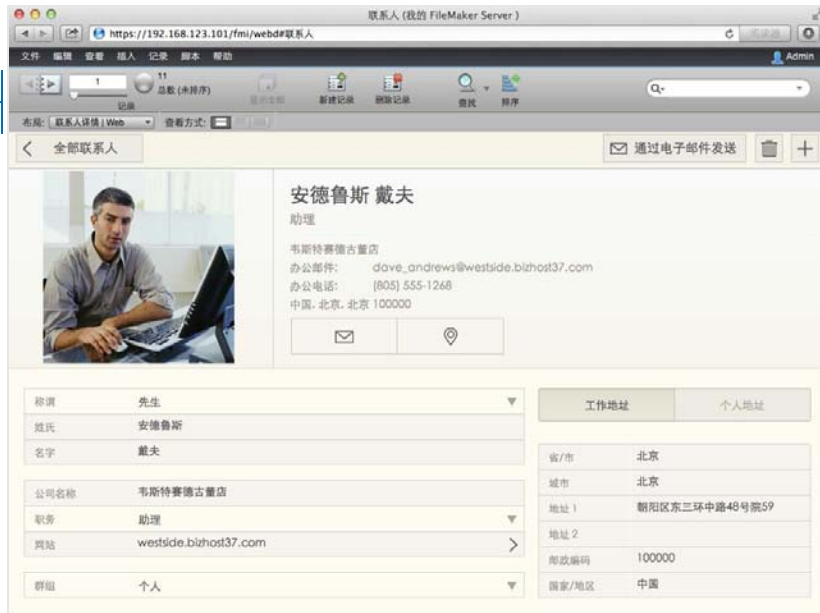 联系人 (我的 FileMaker Server )
https://192.168.123.101/fmi/webd#联系人
阅读器
文件 编辑 查看 插入 记录 脚本 帮助
Admin
1
11
总数 (未排序)
记录
显示全部
新建记录
删除记录
查找
排序
布局: 联系人详情 | Web
查看方式:
全部联系人
通过电子邮件发送
安德鲁斯 戴夫
助理
韦斯特赛德古董店
办公邮件: dave_andrews@westside.bizhost37.com
办公电话: (805) 555-1268
中国, 北京, 北京 100000
称谓 先生
姓氏 安德鲁斯
名字 戴夫
公司名称 韦斯特赛德古董店
职务 助理
网站 westside.bizhost37.com
群组 个人
工作地址
个人地址
省/市 北京
城市 北京
地址 1 朝阳区东三环中路48号院59
地址 2
邮政编码 100000
国家/地区 中国